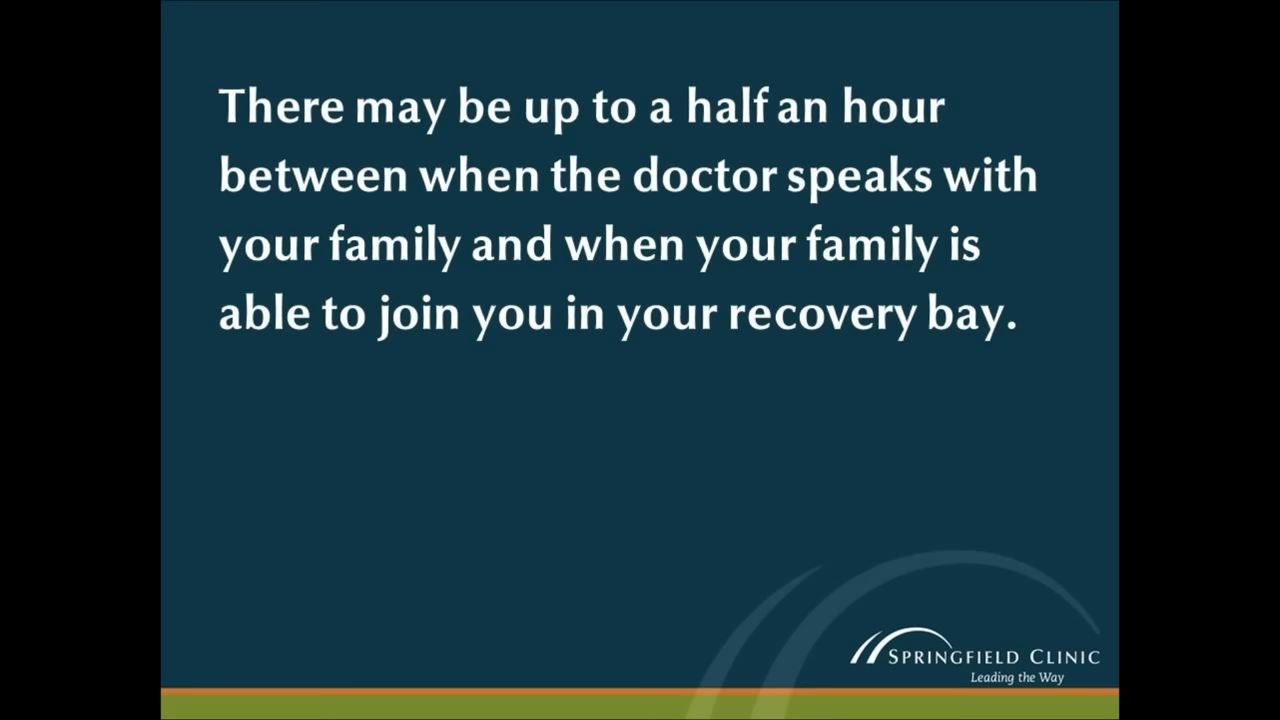 There may be up to a half an hour
between when the doctor speaks with
your family and when your family is
able to join you in your recovery bay.
SPRINGFIELD CLINIC
Leading the Way